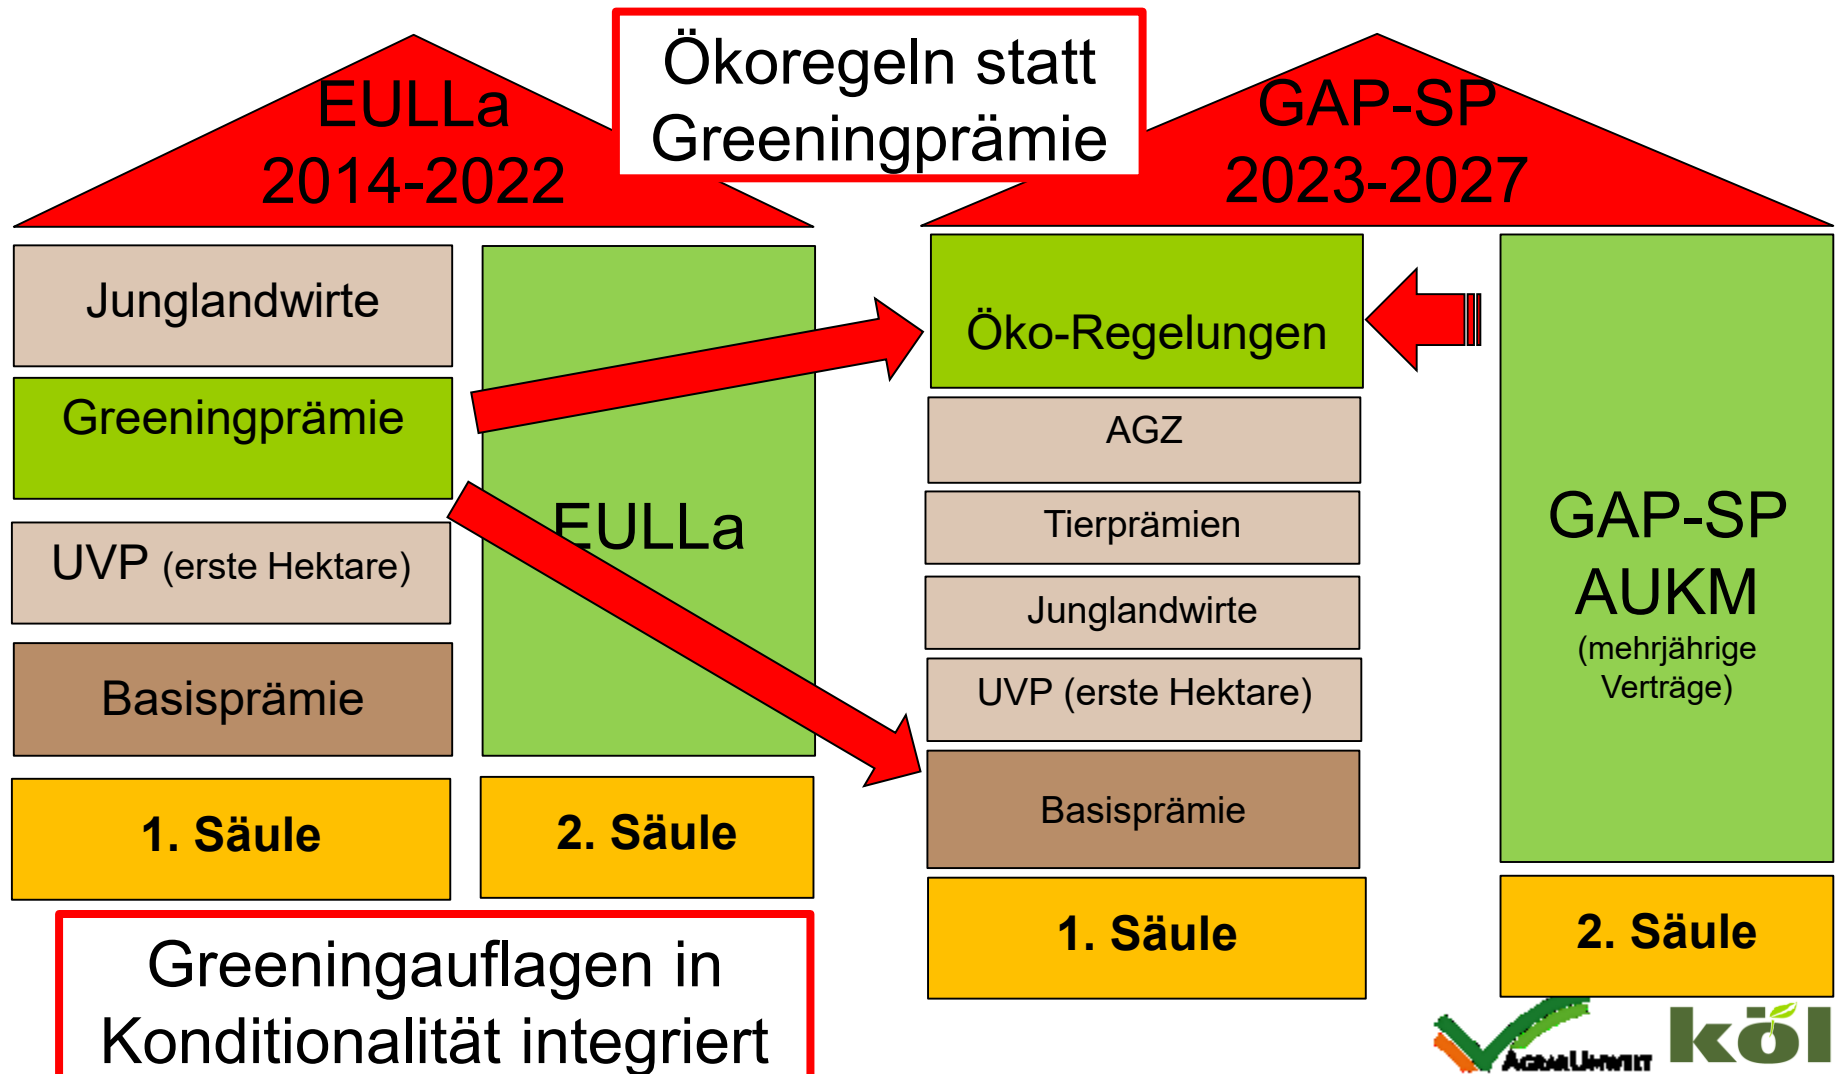 Ökoregeln statt
Greeningprämie
EULLa
2014-2022
Junglandwirte
Greeningprämie
UVP (erste Hektare)
Basisprämie
1. Säule
EULLa
2. Säule
Greeningauflagen in
Konditionalität integriert
GAP-SP
2023-2027
Öko-Regelungen
AGZ
Tierprämien
Junglandwirte
UVP (erste Hektare)
Basisprämie
1. Säule
GAP-SP
AUKM
(mehrjährige
Verträge)
2. Säule
AGRARUMWELT
köl